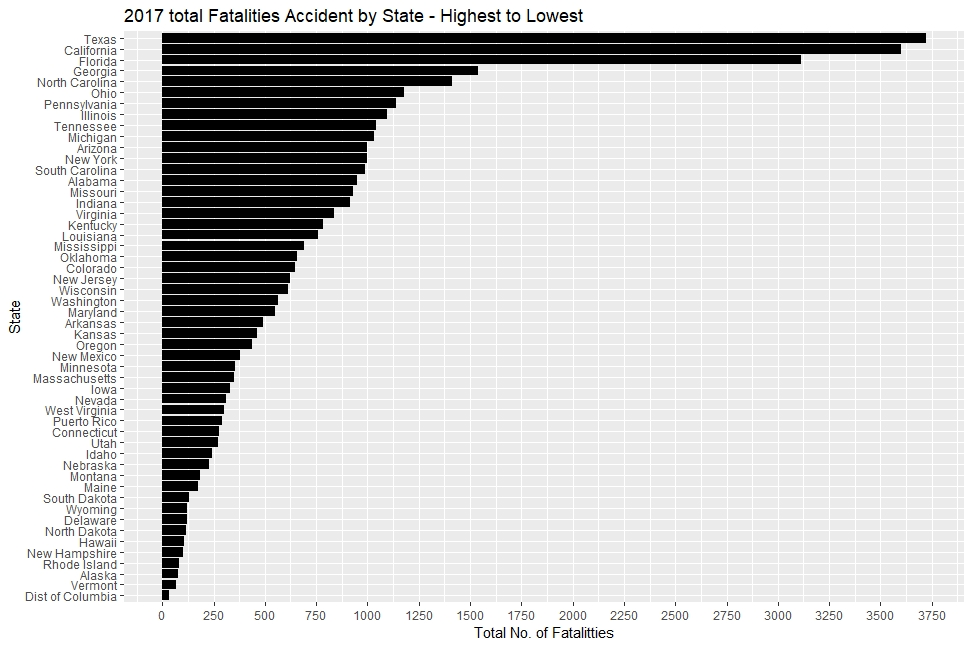 2017 total Fatalities Accident by State - Highest to Lowest
Texas
California
Florida
Georgia
North Carolina
Ohio
Pennsylvania
Illinois
Tennessee
Michigan
Arizona
New York
South Carolina
Alabama
Missouri
Indiana
Virginia
Kentucky
Louisiana
Mississippi
Oklahoma
Colorado
New Jersey
Wisconsin
Washington
Maryland
Arkansas
Kansas
Oregon
New Mexico
Minnesota
Massachusetts
Iowa
Nevada
West Virginia
Puerto Rico
Connecticut
Utah
Idaho
Nebraska
Montana
Maine
South Dakota
Wyoming
Delaware
North Dakota
Hawaii
New Hampshire
Rhode Island
Alaska
Vermont
Dist of Columbia
State
0 250 500 750 1000 1250 1500 1750 2000 2250 2500 2750 3000 3250 3500 3750
Total No. of Fatalitties